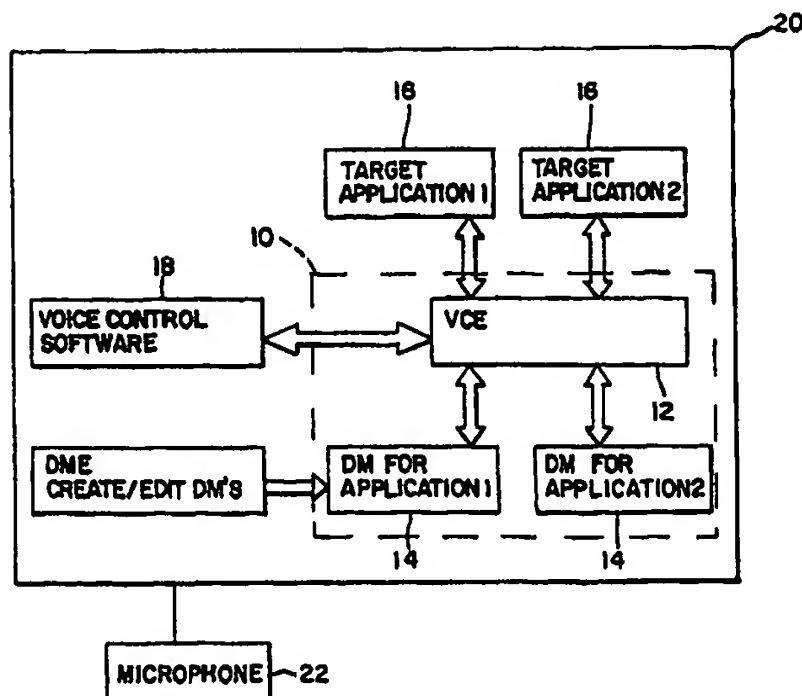 20
16
16
TARGET
APPLICATION 1
TARGET
APPLICATION 2
10
18
VOICE CONTROL
SOFTWARE
VCE
12
DME
CREATE/EDIT DM'S
DM FOR
APPLICATION 1
DM FOR
APPLICATION 2
14
14
MICROPHONE
22